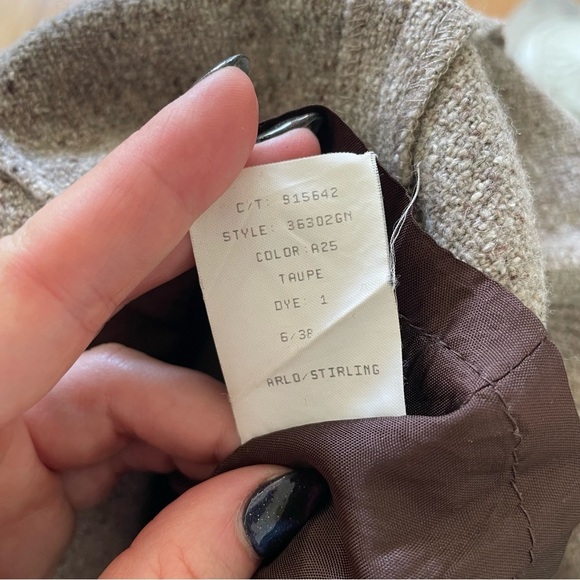 C/T: 915642
STYLE: 36302GN
COLOR:A25
TAUPE
DYE: 1
6/38
ARLO/STIRLING